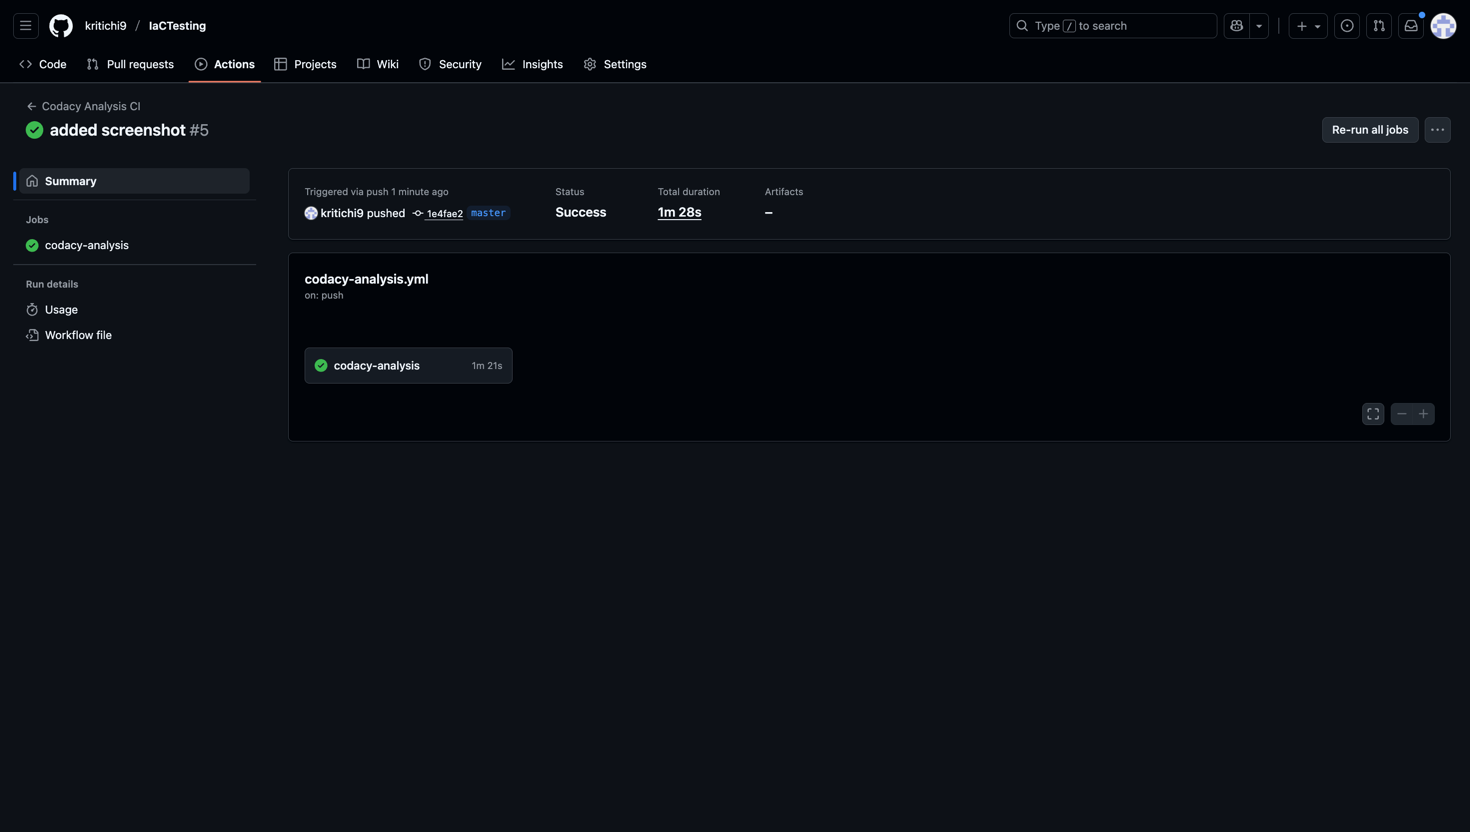 kritichi9 / IaCTesting
Type / to search
Code Pull requests Actions Projects Wiki Security Insights Settings
Codacy Analysis CI
added screenshot #5
Re-run all jobs
Summary
Jobs
codacy-analysis
Run details
Usage
Workflow file
Triggered via push 1 minute ago
kritichi9 pushed 1e4fae2 master
Status
Success
Total duration
1m 28s
Artifacts
–
codacy-analysis.yml
on: push
codacy-analysis 1m 21s